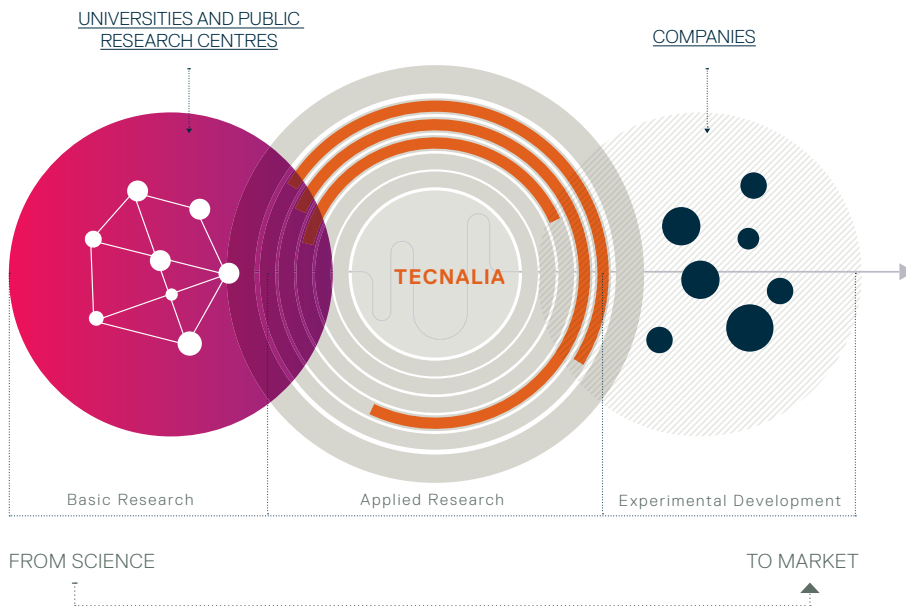 UNIVERSITIES AND PUBLIC
RESEARCH CENTRES
COMPANIES
TECNALIA
Basic Research
Applied Research
Experimental Development
FROM SCIENCE
TO MARKET